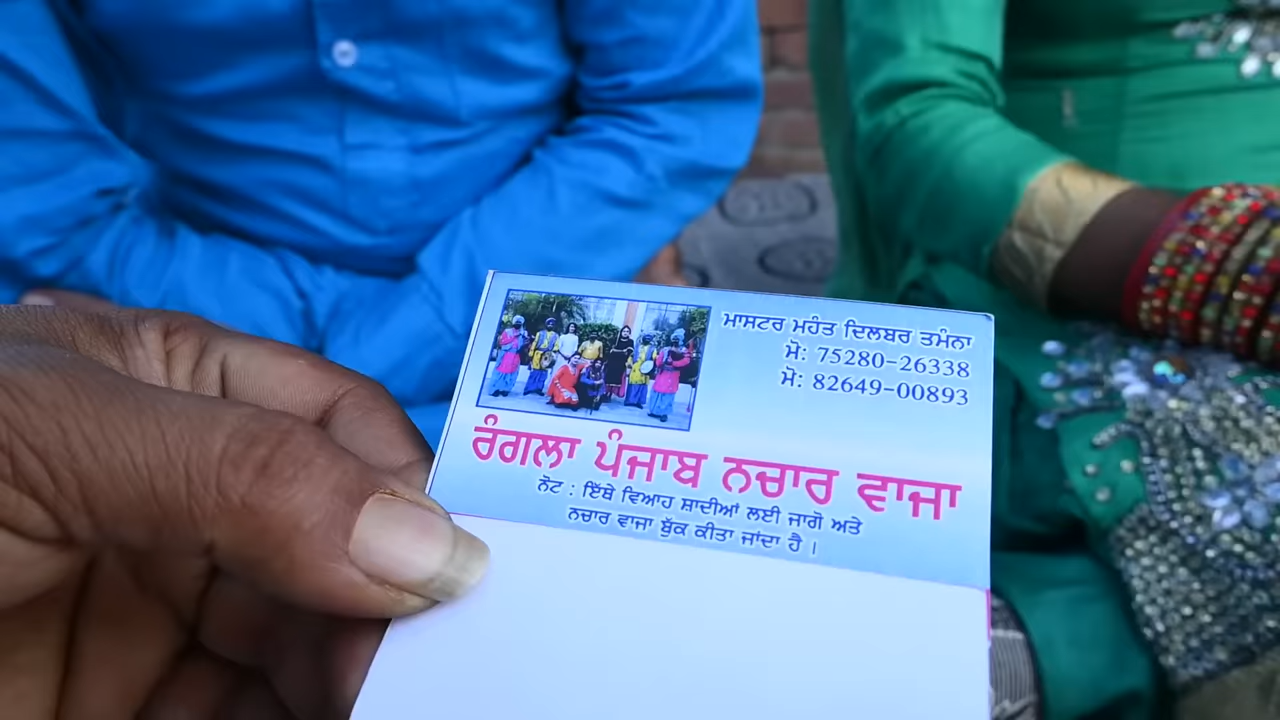 ਮਾਸਟਰ ਮਹੰਤ ਦਿਲਬਰ ਤਮੰਨਾ
ਮੋ: 75280-26338
ਮੋ: 82649-00893
ਰੰਗਲਾ ਪੰਜਾਬ ਨਚਾਰ ਵਾਜਾ
ਨੋਟ : ਇੱਥੇ ਵਿਆਹ ਸ਼ਾਦੀਆਂ ਲਈ ਜਾਗੋ ਅਤੇ
ਨਚਾਰ ਵਾਜਾ ਬੁੱਕ ਕੀਤਾ ਜਾਂਦਾ ਹੈ ।